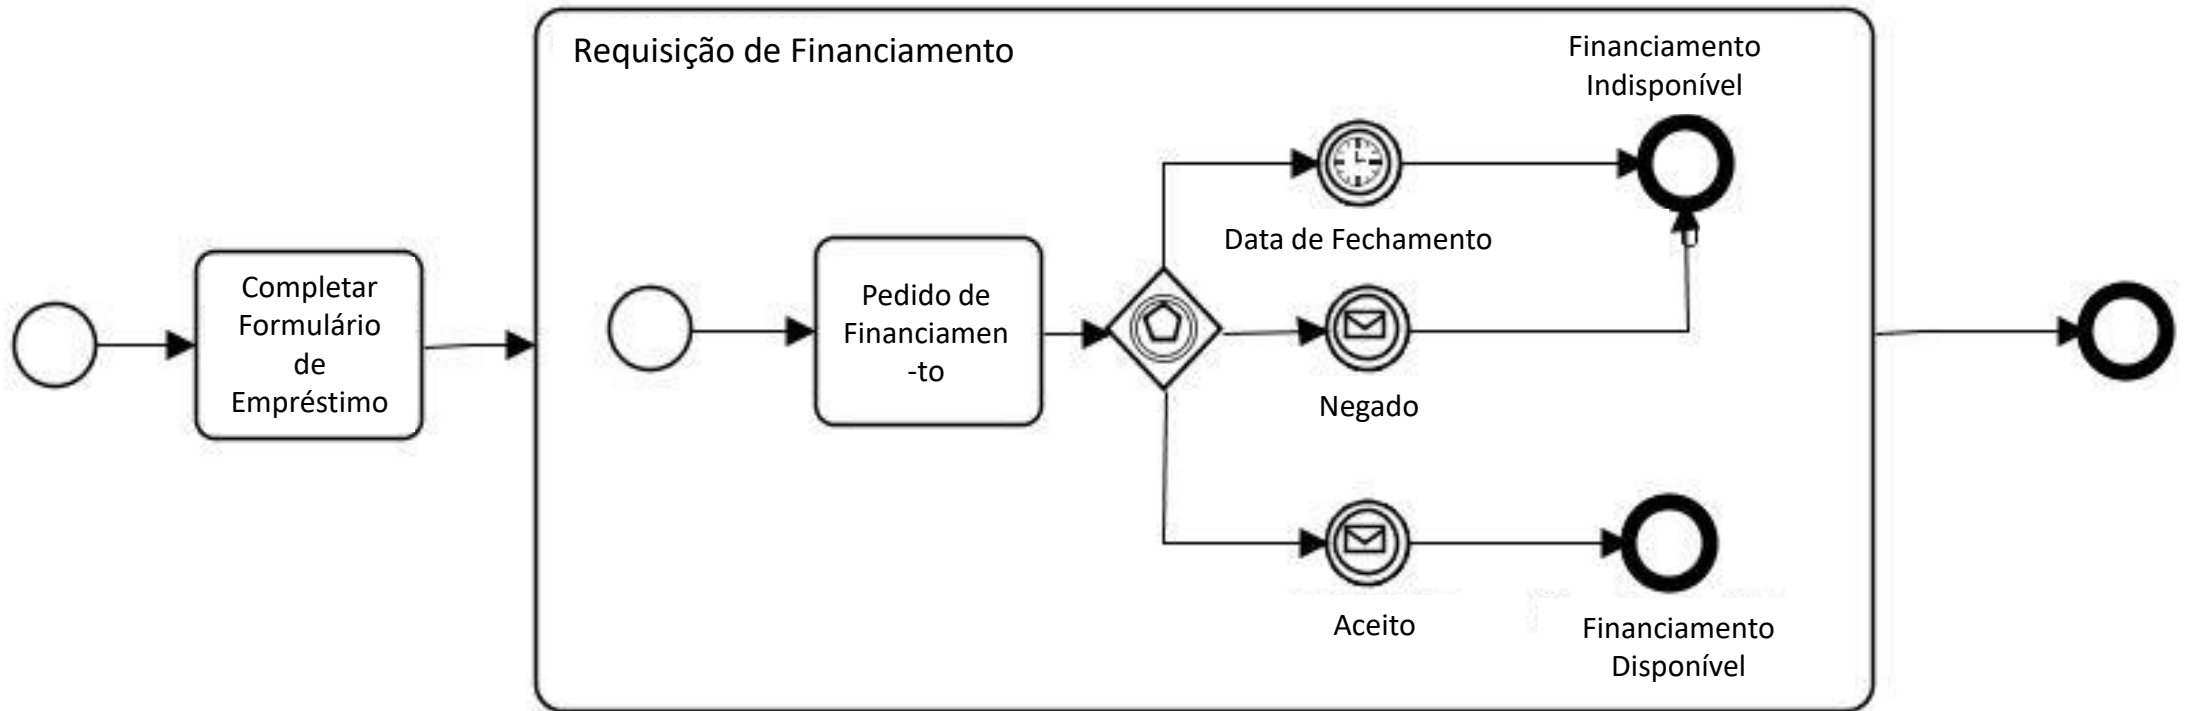 Requisição de Financiamento
Financiamento
Indisponível
Data de Fechamento
Completar
Formulário
de
Empréstimo
Pedido de
Financiamen
-to
Negado
Aceito
Financiamento
Disponível